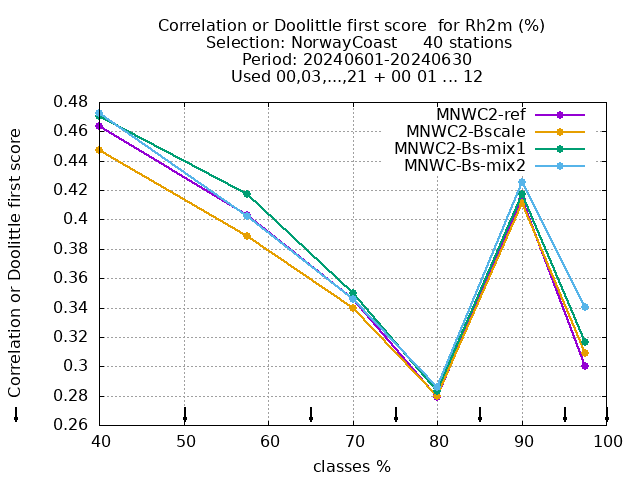 Correlation or Doolittle first score  for Rh2m (%)
Selection: NorwayCoast     40 stations
Period: 20240601-20240630
Used 00,03,...,21 + 00 01 ... 12
Correlation or Doolittle first score
0.48
0.46
0.44
0.42
0.4
0.38
0.36
0.34
0.32
0.3
0.28
0.26
MNWC2-ref
MNWC2-Bscale
MNWC2-Bs-mix1
MNWC-Bs-mix2
40 50 60 70 80 90 100
classes %